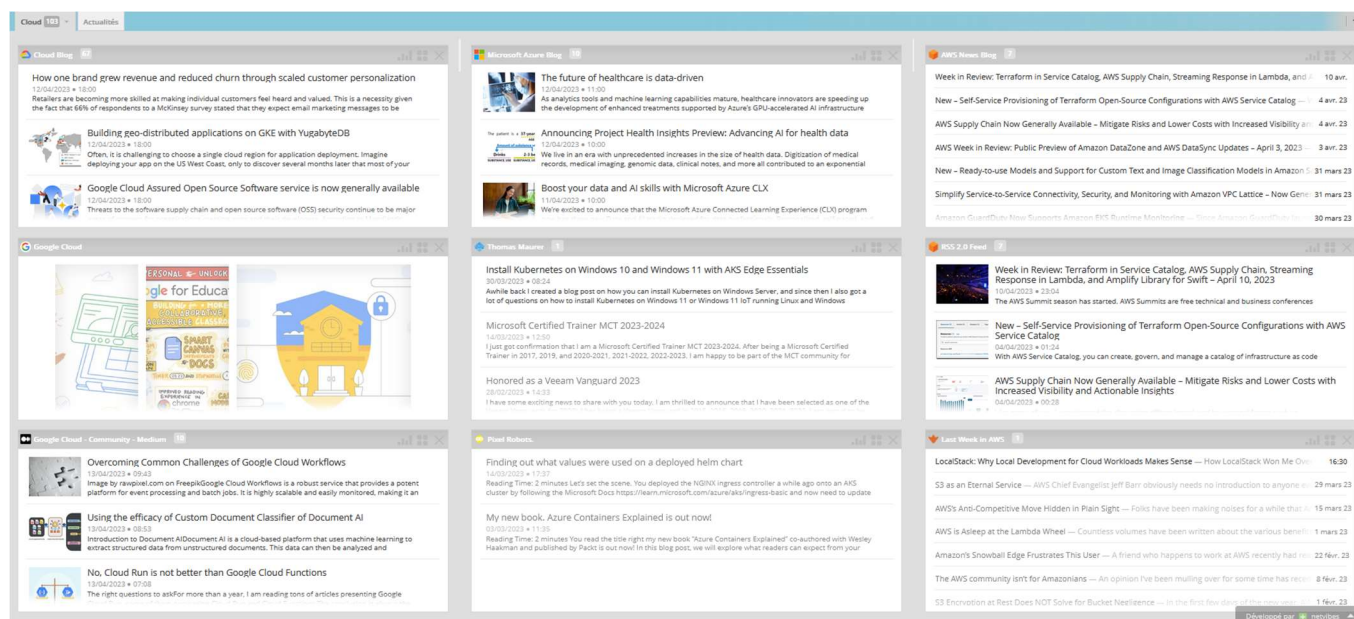 Cloud 103
Actualités
Cloud Blog 67
How one brand grew revenue and reduced churn through scaled customer personalization
12/04/2023 • 18:00
Retailers are becoming more skilled at making individual customers feel heard and valued. This is a necessity given
the fact that 66% of respondents to a McKinsey survey stated that they expect email marketing messages to be
Building geo-distributed applications on GKE with YugabyteDB
12/04/2023 • 18:00
Often, it is challenging to choose a single cloud region for application deployment. Imagine
deploying your app on the US West Coast, only to discover several months later that most of your
Google Cloud Assured Open Source Software service is now generally available
12/04/2023 • 18:00
Threats to the software supply chain and open source software (OSS) security continue to be major
Microsoft Azure Blog 10
The future of healthcare is data-driven
12/04/2023 • 11:00
As analytics tools and machine learning capabilities mature, healthcare innovators are speeding up
the development of enhanced treatments supported by Azure's GPU-accelerated AI infrastructure
The patient is a 57 year
Announcing Project Health Insights Preview: Advancing AI for health data
12/04/2023 • 10:00
We live in an era with unprecedented increases in the size of health data. Digitization of medical
records, medical imaging, genomic data, clinical notes, and more all contributed to an exponential
Boost your data and AI skills with Microsoft Azure CLX
11/04/2023 • 10:00
We're excited to announce that the Microsoft Azure Connected Learning Experience (CLX) program
AWS News Blog 7
Week in Review: Terraform in Service Catalog, AWS Supply Chain, Streaming Response in Lambda, and 10 avr.
New – Self-Service Provisioning of Terraform Open-Source Configurations with AWS Service Catalog — 4 avr. 23
AWS Supply Chain Now Generally Available – Mitigate Risks and Lower Costs with Increased Visibility an 4 avr. 23
AWS Week in Review: Public Preview of Amazon DataZone and AWS DataSync Updates – April 3, 2023 — 3 avr. 23
New – Ready-to-use Models and Support for Custom Text and Image Classification Models in Amazon S 31 mars 23
Simplify Service-to-Service Connectivity, Security, and Monitoring with Amazon VPC Lattice – Now Gene 31 mars 23
Amazon GuardDuty Now Supports Amazon EKS Runtime Monitoring — Since Amazon GuardDuty 30 mars 23
Google Cloud
PERSONAL UNLOCK
ogle for Educa
BUILDING MORE
COLLABORATIVE,
ACCESSIBLE CLASSR
SMART
CANVAS
DOCS
IMPROVED READING
EXPERIENCE IN
chrome
Thomas Maurer 1
Install Kubernetes on Windows 10 and Windows 11 with AKS Edge Essentials
30/03/2023 • 08:24
Awhile back I created a blog post on how you can install Kubernetes on Windows Server, and since then I also got a
lot of questions on how to install Kubernetes on Windows 11 or Windows 11 IoT running Linux and Windows
Microsoft Certified Trainer MCT 2023-2024
14/03/2023 • 12:50
I just got confirmation that I am a Microsoft Certified Trainer MCT 2023-2024. After being a Microsoft Certified
Trainer in 2017, 2019, and 2020-2021, 2021-2022, 2022-2023. I am happy to be part of the MCT community for
Honored as a Veeam Vanguard 2023
28/02/2023 • 14:33
I have some exciting news to share with you today. I am thrilled to announce that I have been selected as one of the
RSS 2.0 Feed 7
Week in Review: Terraform in Service Catalog, AWS Supply Chain, Streaming
Response in Lambda, and Amplify Library for Swift – April 10, 2023
10/04/2023 • 23:04
The AWS Summit season has started. AWS Summits are free technical and business conferences
New – Self-Service Provisioning of Terraform Open-Source Configurations with AWS
Service Catalog
04/04/2023 • 01:24
With AWS Service Catalog, you can create, govern, and manage a catalog of infrastructure as code
AWS Supply Chain Now Generally Available – Mitigate Risks and Lower Costs with
Increased Visibility and Actionable Insights
04/04/2023 • 00:28
Google Cloud - Community - Medium 10
Overcoming Common Challenges of Google Cloud Workflows
13/04/2023 • 09:43
Image by rawpixel.com on FreepikGoogle Cloud Workflows is a robust service that provides a potent
platform for event processing and batch jobs. It is highly scalable and easily monitored, making it an
Using the efficacy of Custom Document Classifier of Document AI
13/04/2023 • 08:53
Introduction to Document AIDocument AI is a cloud-based platform that uses machine learning to
extract structured data from unstructured documents. This data can then be analyzed and
No, Cloud Run is not better than Google Cloud Functions
13/04/2023 • 07:08
The right questions to askFor more than a year, I am reading tons of articles presenting Google
Pixel Robots.
Finding out what values were used on a deployed helm chart
14/03/2023 • 17:37
Reading Time: 2 minutes Let's set the scene. You deployed the NGINX ingress controller a while ago onto an AKS
cluster by following the Microsoft Docs https://learn.microsoft.com/azure/aks/ingress-basic and now need to update
My new book. Azure Containers Explained is out now!
03/03/2023 • 11:35
Reading Time: 2 minutes You read the title right my new book "Azure Containers Explained" co-authored with Wesley
Haakman and published by Packt is out now! In this blog post, we will explore what readers can expect from your
Last Week in AWS 1
LocalStack: Why Local Development for Cloud Workloads Makes Sense — How LocalStack Won Me Ove 16:30
S3 as an Eternal Service — AWS Chief Evangelist Jeff Barr obviously needs no introduction to anyone 29 mars 23
AWS's Anti-Competitive Move Hidden in Plain Sight — Folks have been making noises for a while that A 15 mars 23
AWS is Asleep at the Lambda Wheel — Countless volumes have been written about the various benefi 1 mars 23
Amazon's Snowball Edge Frustrates This User — A friend who happens to work at AWS recently had 22 févr. 23
The AWS community isn't for Amazonians — An opinion I've been mulling over for some time has recen 8 févr. 23
S3 Encryption at Rest Does NOT Solve for Bucket Negligence — In the first few days of the new year, 1 févr. 23
Développé par netvibes